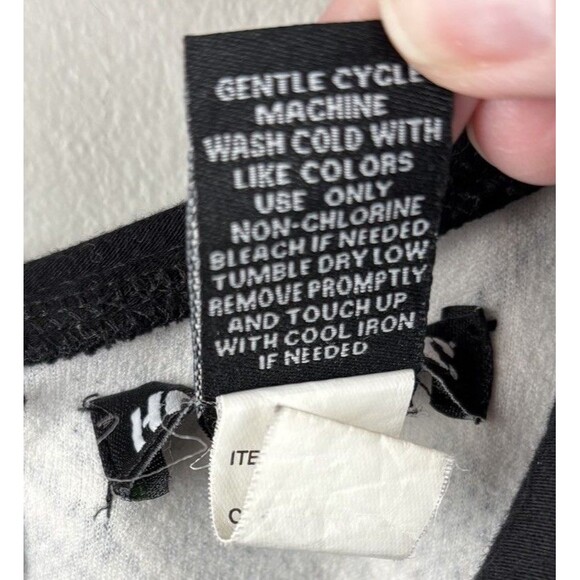 GENTLE CYCLE
MACHINE
WASH COLD WITH
LIKE COLORS
USE ONLY
NON-CHLORINE
BLEACH IF NEEDED
TUMBLE DRY LOW
REMOVE PROMPTLY
AND TOUCH UP
WITH COOL IRON
IF NEEDED
ITE